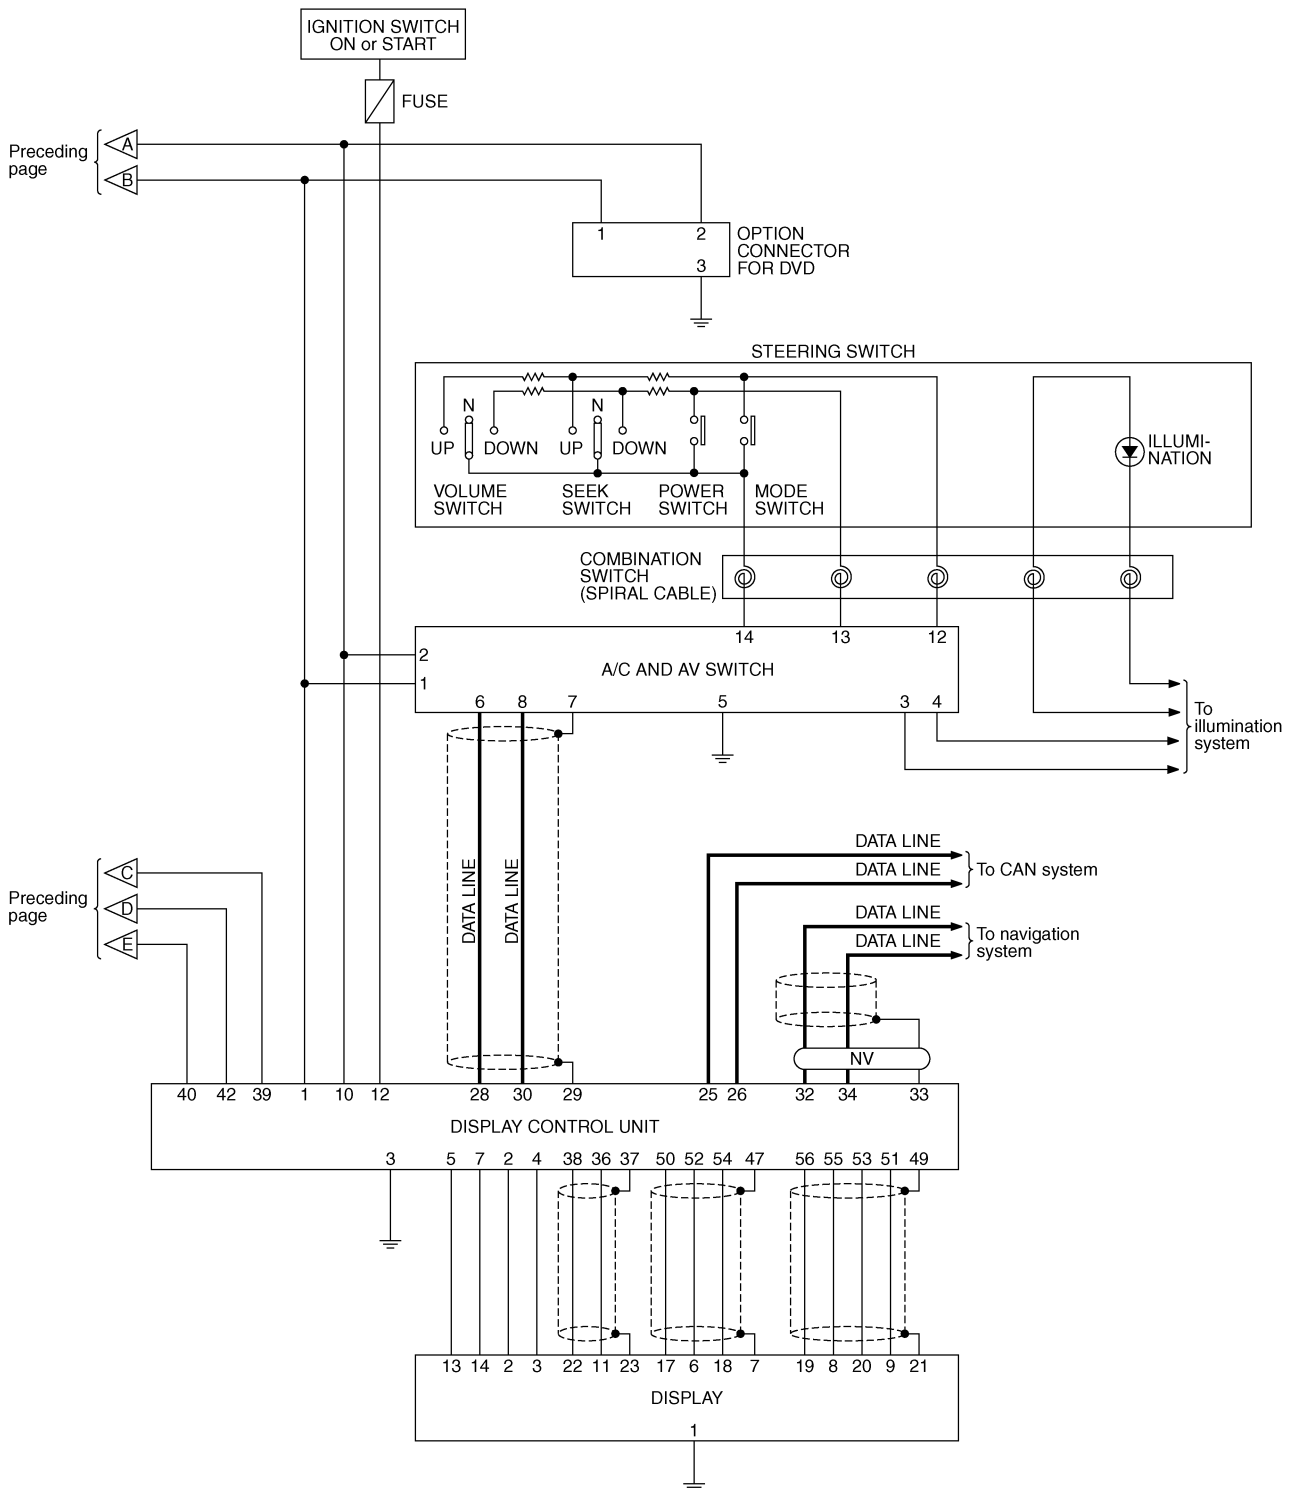 IGNITION SWITCH
ON or START
FUSE
Preceding
page
A
B
1 2
3
OPTION
CONNECTOR
FOR DVD
STEERING SWITCH
N N
UP DOWN UP DOWN
VOLUME
SWITCH
SEEK
SWITCH
POWER
SWITCH
MODE
SWITCH
ILLUMI-
NATION
COMBINATION
SWITCH
(SPIRAL CABLE)
14 13 12
2
1
A/C AND AV SWITCH
6 8 7 5 3 4
To
illumination
system
DATA LINE
DATA LINE
To CAN system
DATA LINE
DATA LINE
To navigation
system
DATA LINE
DATA LINE
Preceding
page
C
D
E
NV
40 42 39 1 10 12 28 30 29 25 26 32 34 33
DISPLAY CONTROL UNIT
3 5 7 2 4 38 36 37 50 52 54 47 56 55 53 51 49
13 14 2 3 22 11 23 17 6 18 7 19 8 20 9 21
DISPLAY
1